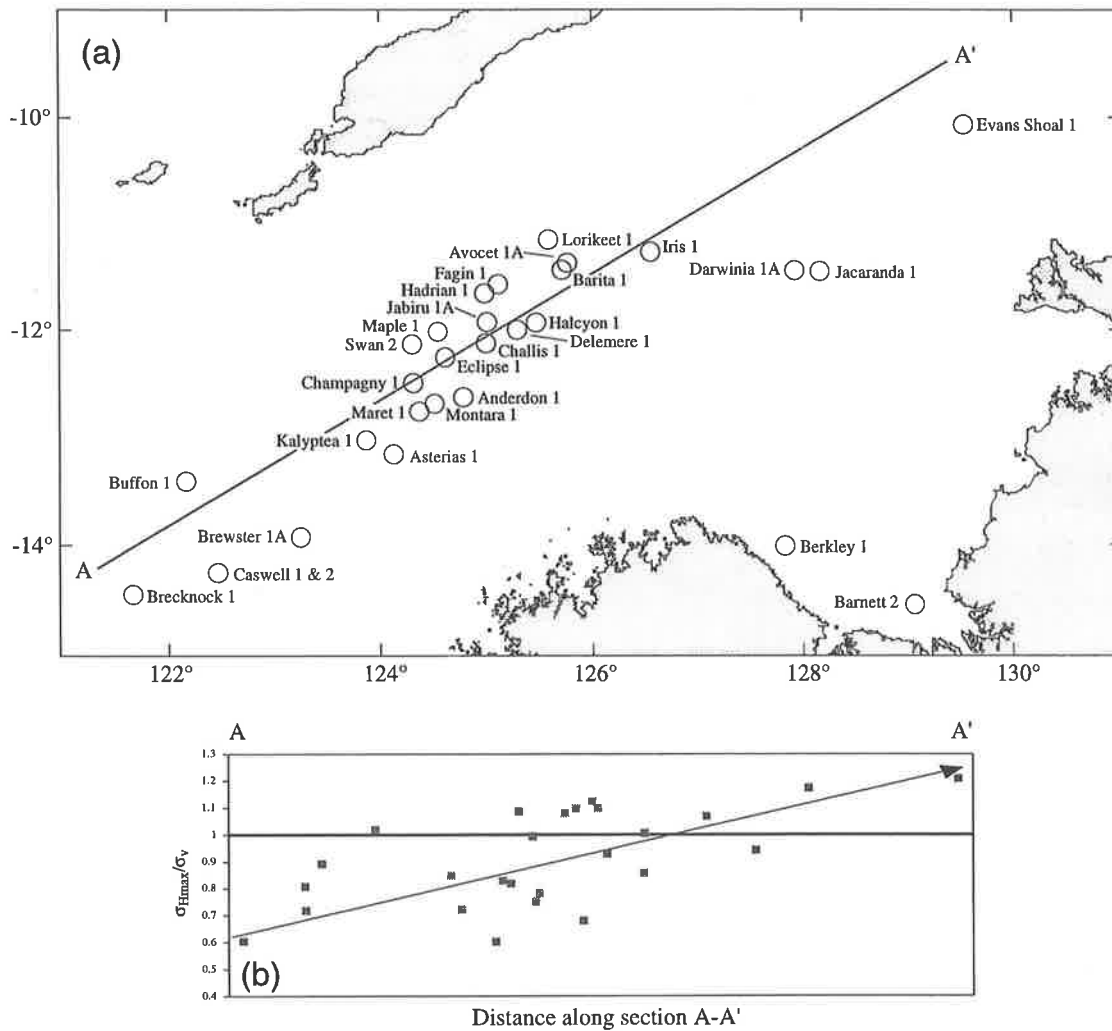 (a)
A'
-10°
Evans Shoal 1
Lorikeet 1
Avocet 1A
Iris 1
Fagin 1
Barita 1
Darwinia 1A
Jacaranda 1
Hadrian 1
Jabiru 1A
Halcyon 1
-12°
Maple 1
Delemere 1
Swan 2
Challis 1
Eclipse 1
Champagny 1
Anderdon 1
Maret 1
Montara 1
Kalyptea 1
Asterias 1
Buffon 1
Brewster 1A
-14°
Berkley 1
A
Caswell 1 & 2
Brecknock 1
Barnett 2
122°
124°
126°
128°
130°
A
A'
1.3
1.2
1.1
1
0.9
0.8
0.7
0.6
0.5
0.4
σHmax/σv
(b)
Distance along section A-A'